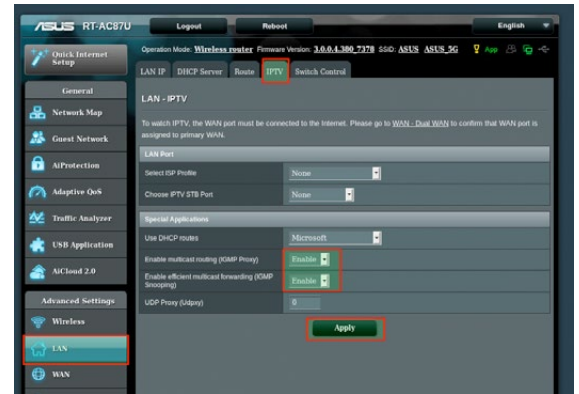 ASUS RT-AC87U Logout Reboot English
Quick Internet Setup
Operation Mode: Wireless router Firmware Version: 3.0.0.4.380_7378 SSID: ASUS ASUS_5G App
LAN IP DHCP Server Route IPTV Switch Control
General
Network Map
Guest Network
AiProtection
Adaptive QoS
Traffic Analyzer
USB Application
AiCloud 2.0
Advanced Settings
Wireless
LAN
WAN
LAN - IPTV
To watch IPTV, the WAN port must be connected to the Internet. Please go to WAN - Dual WAN to confirm that WAN port is
assigned to primary WAN.
LAN Port
Select ISP Profile None
Choose IPTV STB Port None
Special Applications
Use DHCP routes Microsoft
Enable multicast routing (IGMP Proxy) Enable
Enable efficient multicast forwarding (IGMP
Snooping) Enable
UDP Proxy (Udpxy) 0
Apply